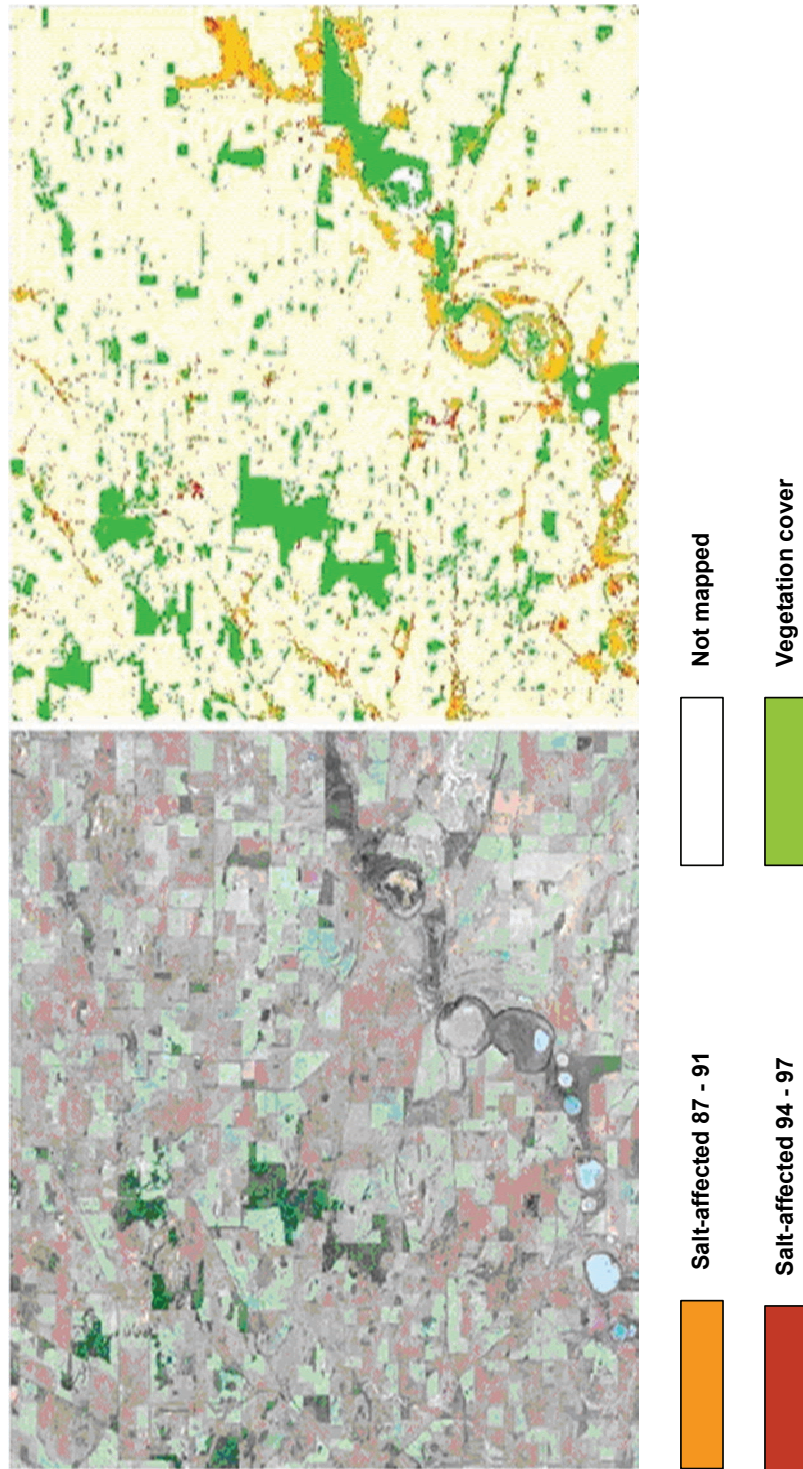 Salt-affected 87 - 91
Not mapped
Salt-affected 94 - 97
Vegetation cover